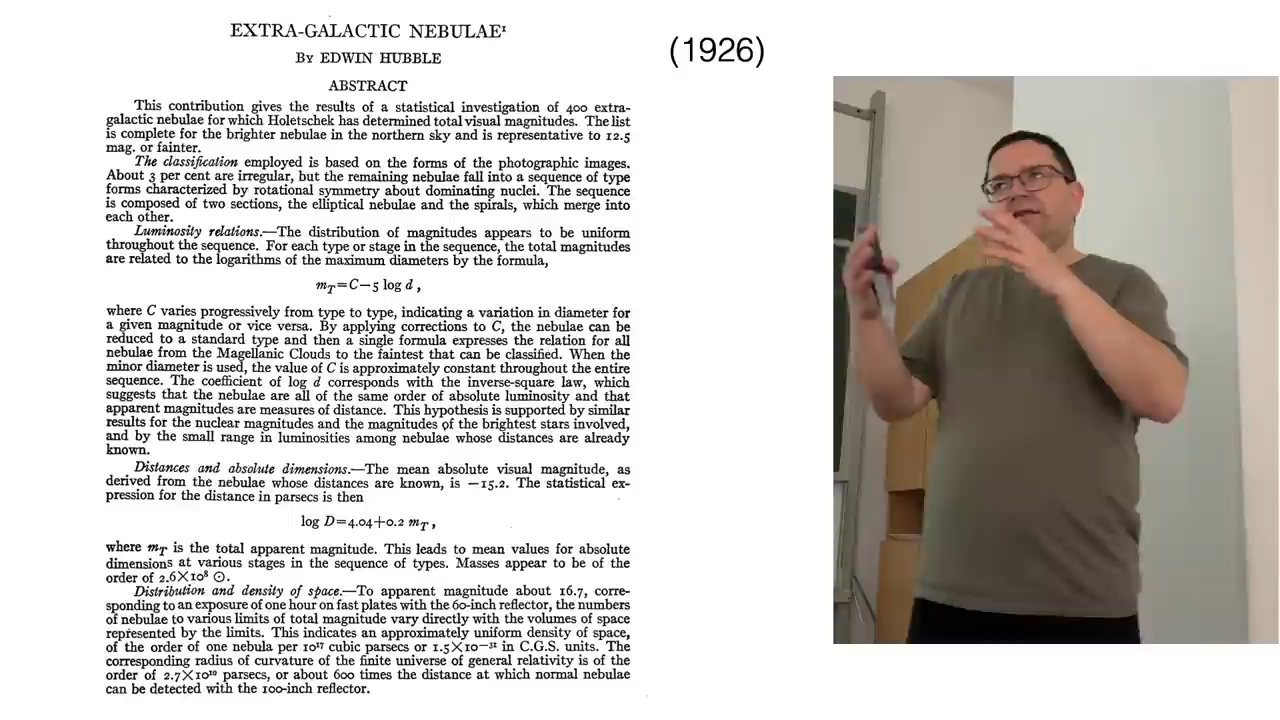 EXTRA-GALACTIC NEBULAE¹
By EDWIN HUBBLE
ABSTRACT
This contribution gives the results of a statistical investigation of 400 extra-
galactic nebulae for which Holetschek has determined total visual magnitudes. The list
is complete for the brighter nebulae in the northern sky and is representative to 12.5
mag. or fainter.
The classification employed is based on the forms of the photographic images.
About 3 per cent are irregular, but the remaining nebulae fall into a sequence of type
forms characterized by rotational symmetry about dominating nuclei. The sequence
is composed of two sections, the elliptical nebulae and the spirals, which merge into
each other.
Luminosity relations.—The distribution of magnitudes appears to be uniform
throughout the sequence. For each type or stage in the sequence, the total magnitudes
are related to the logarithms of the maximum diameters by the formula,
m_T=C−5 log d,
where C varies progressively from type to type, indicating a variation in diameter for
a given magnitude or vice versa. By applying corrections to C, the nebulae can be
reduced to a standard type and then a single formula expresses the relation for all
nebulae from the Magellanic Clouds to the faintest that can be classified. When the
minor diameter is used, the value of C is approximately constant throughout the entire
sequence. The coefficient of log d corresponds with the inverse-square law, which
suggests that the nebulae are all of the same order of absolute luminosity and that
apparent magnitudes are measures of distance. This hypothesis is supported by similar
results for the nuclear magnitudes and the magnitudes of the brightest stars involved,
and by the small range in luminosities among nebulae whose distances are already
known.
Distances and absolute dimensions.—The mean absolute visual magnitude, as
derived from the nebulae whose distances are known, is −15.2. The statistical ex-
pression for the distance in parsecs is then
log D=4.04+0.2 m_T,
where m_T is the total apparent magnitude. This leads to mean values for absolute
dimensions at various stages in the sequence of types. Masses appear to be of the
order of 2.6×10⁸ ☉.
Distribution and density of space.—To apparent magnitude about 16.7, corre-
sponding to an exposure of one hour on fast plates with the 60-inch reflector, the numbers
of nebulae to various limits of total magnitude vary directly with the volumes of space
represented by the limits. This indicates an approximately uniform density of space,
of the order of one nebula per 10¹⁷ cubic parsecs or 1.5×10⁻³¹ in C.G.S. units. The
corresponding radius of curvature of the finite universe of general relativity is of the
order of 2.7×10¹⁰ parsecs, or about 600 times the distance at which normal nebulae
can be detected with the 100-inch reflector.
(1926)